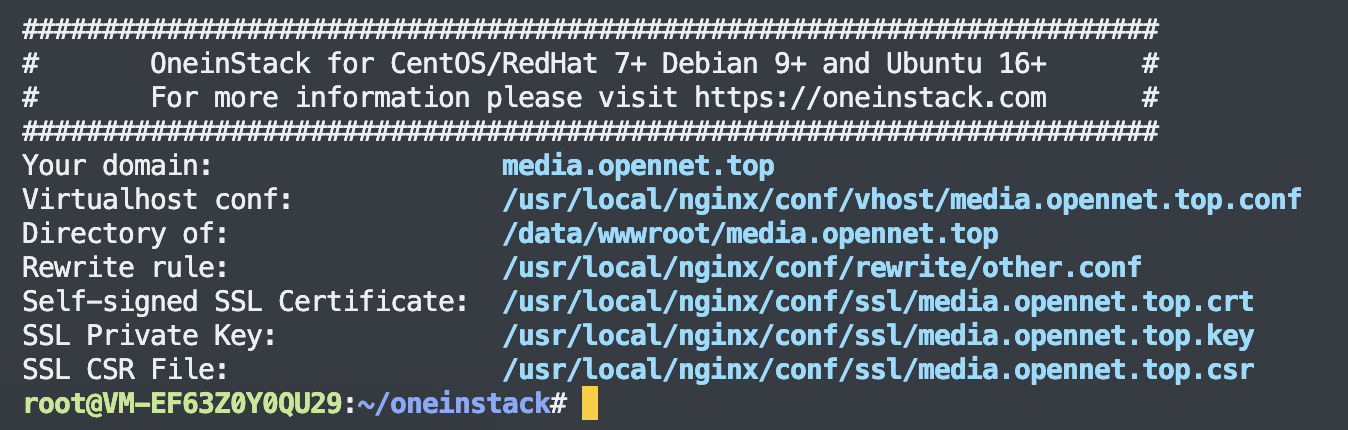 #######################################################################
#       OneinStack for CentOS/RedHat 7+ Debian 9+ and Ubuntu 16+      #
#       For more information please visit https://oneinstack.com      #
#######################################################################
Your domain:                  media.opennet.top
Virtualhost conf:             /usr/local/nginx/conf/vhost/media.opennet.top.conf
Directory of:                 /data/wwwroot/media.opennet.top
Rewrite rule:                 /usr/local/nginx/conf/rewrite/other.conf
Self-signed SSL Certificate:  /usr/local/nginx/conf/ssl/media.opennet.top.crt
SSL Private Key:              /usr/local/nginx/conf/ssl/media.opennet.top.key
SSL CSR File:                 /usr/local/nginx/conf/ssl/media.opennet.top.csr
root@VM-EF63Z0Y0QU29:~/oneinstack#